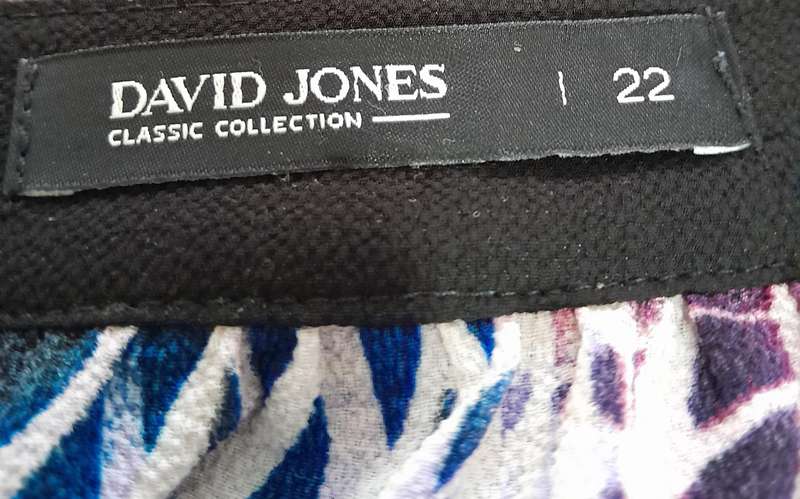 DAVID JONES | 22
CLASSIC COLLECTION